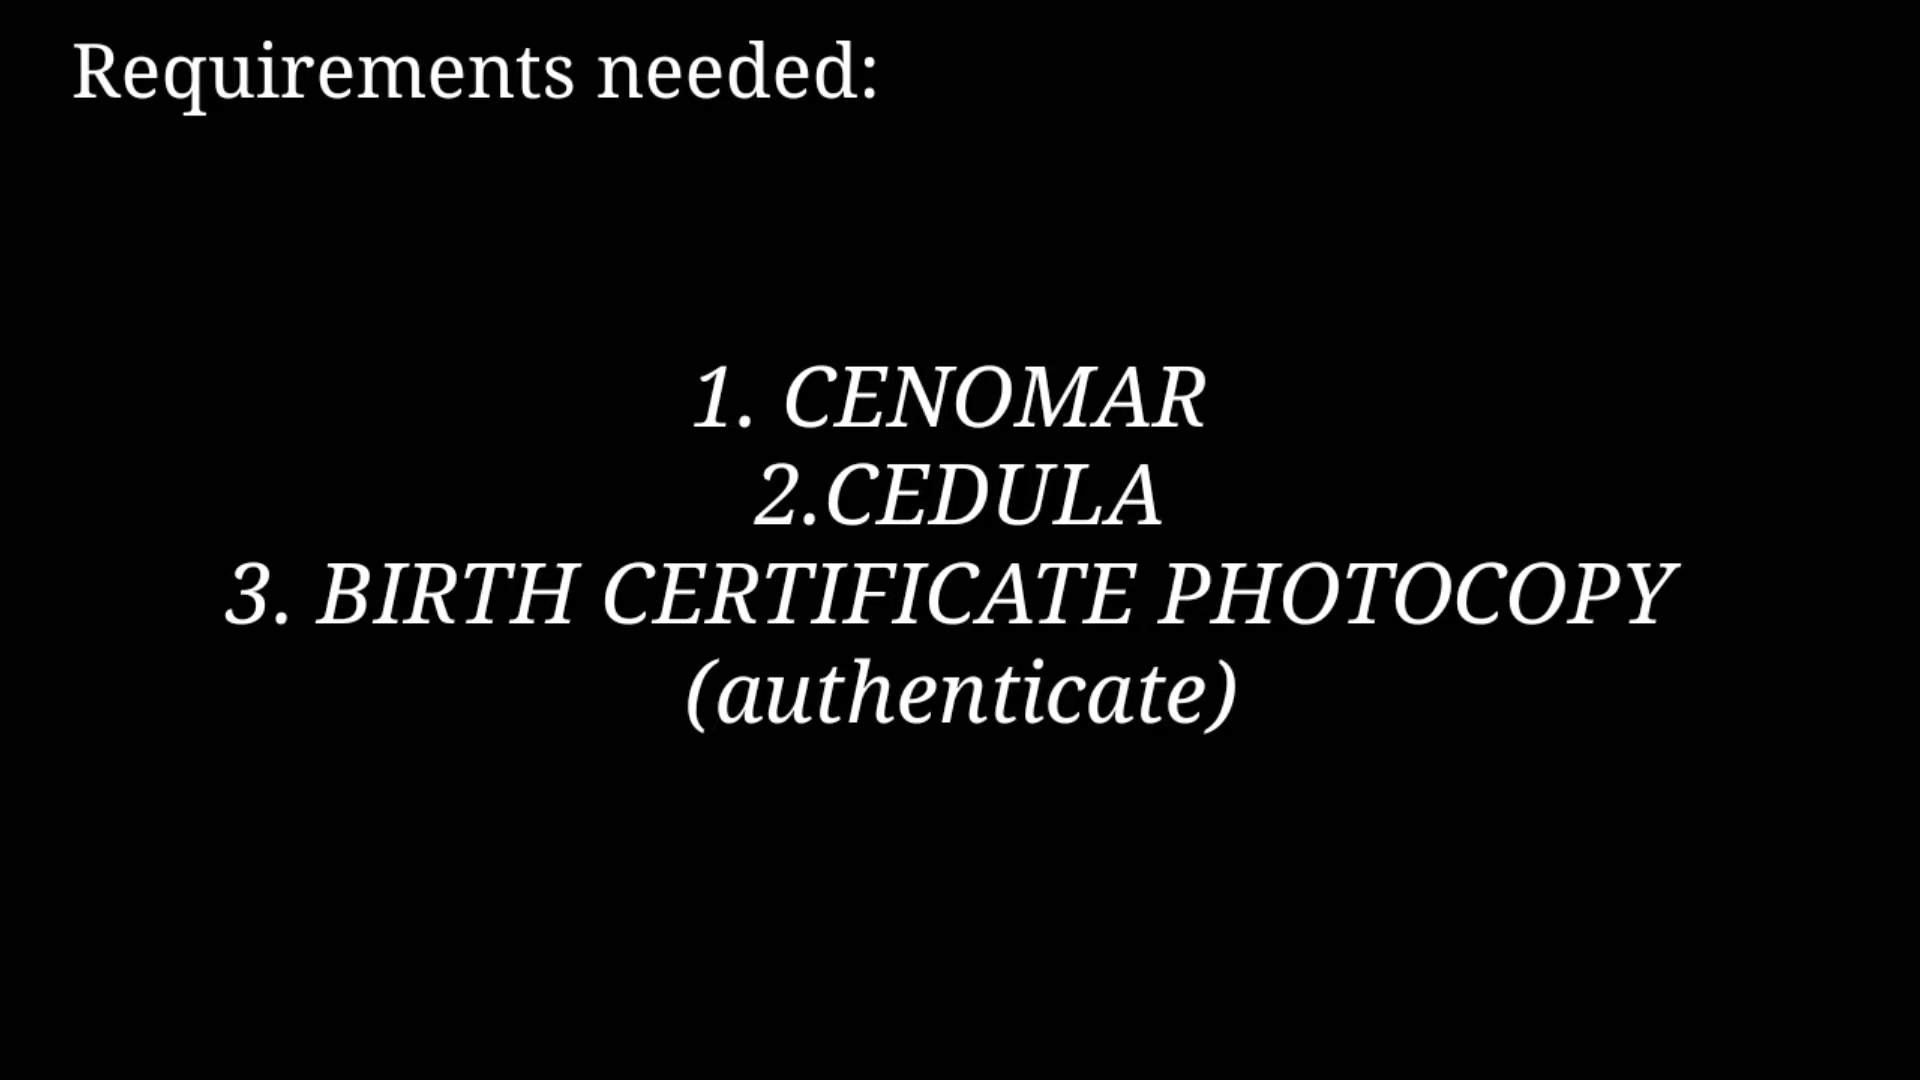 Requirements needed:
1. CENOMAR
2.CEDULA
3. BIRTH CERTIFICATE PHOTOCOPY
(authenticate)